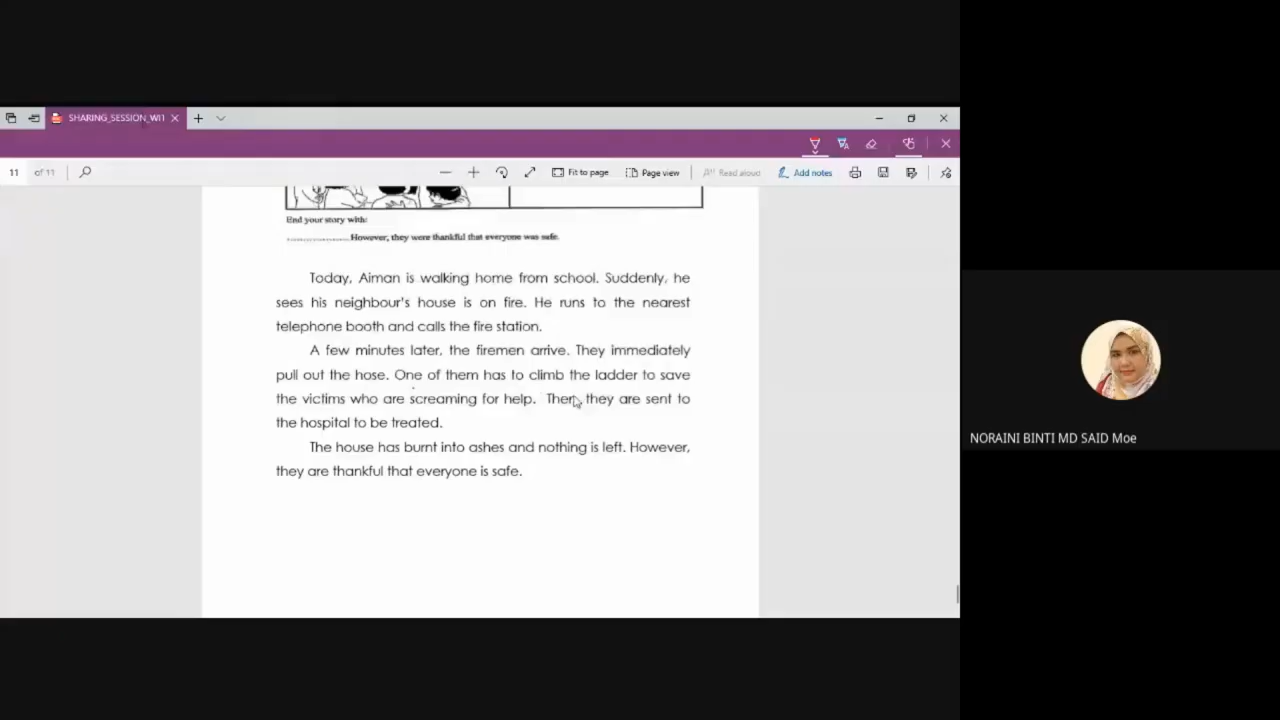 SHARING_SESSION_WI
11 of 11
Fit to page
Page view
Read aloud
Add notes
End your story with:
....................However, they were thankful that everyone was safe.
Today, Aiman is walking home from school. Suddenly, he
sees his neighbour's house is on fire. He runs to the nearest
telephone booth and calls the fire station.
A few minutes later, the firemen arrive. They immediately
pull out the hose. One of them has to climb the ladder to save
the victims who are screaming for help. Then, they are sent to
the hospital to be treated.
The house has burnt into ashes and nothing is left. However,
they are thankful that everyone is safe.
NORAINI BINTI MD SAID Moe